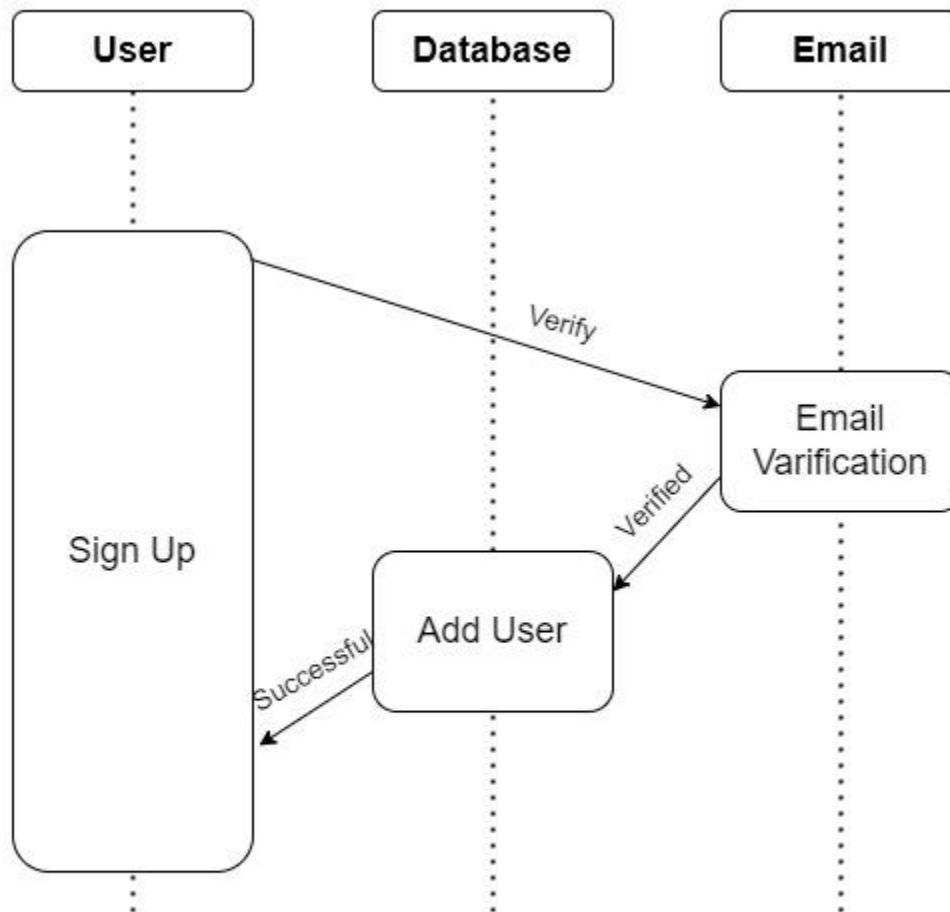 User
Database
Email
Verify
Email
Varification
Verified
Sign Up
Add User
Successful